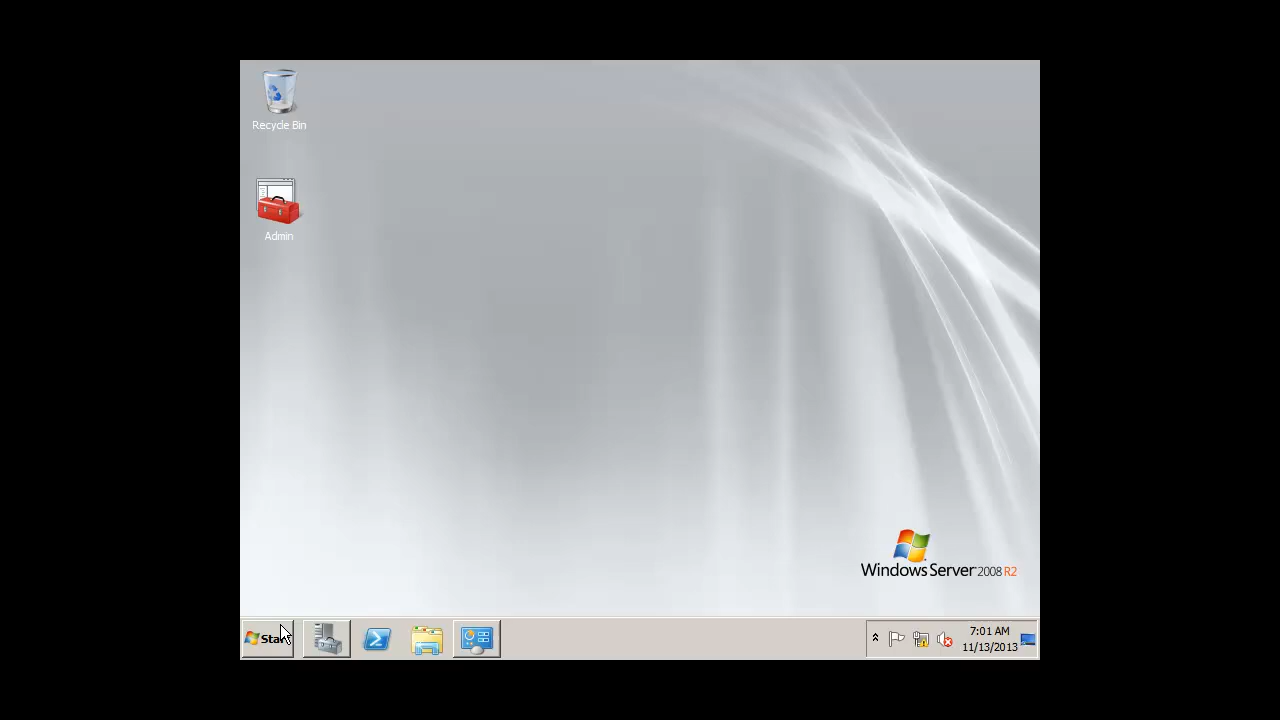 Recycle Bin
Admin
Windows Server 2008 R2
Start
7:01 AM
11/13/2013